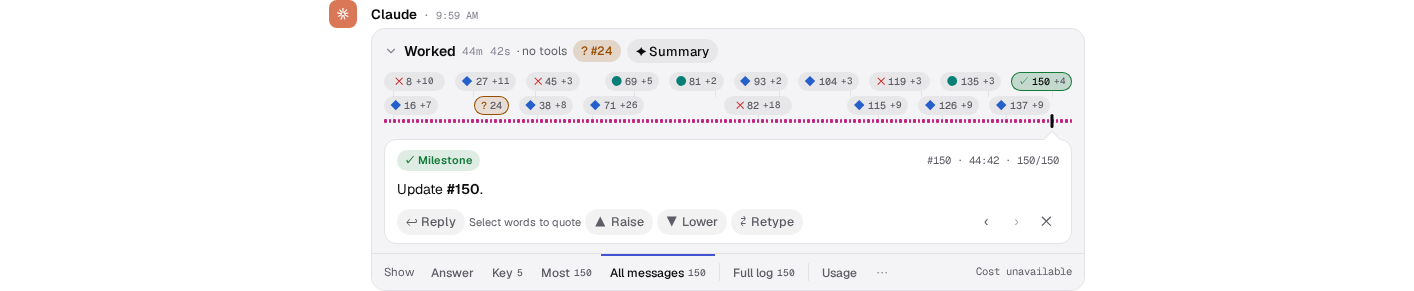 Claude · 9:59 AM
Worked 44m 42s · no tools ? #24 ✦ Summary
✕ 8 +10 ◆ 27 +11 ✕ 45 +3 ● 69 +5 ● 81 +2 ◆ 93 +2 ◆ 104 +3 ✕ 119 +3 ● 135 +3 ✓ 150 +4
◆ 16 +7 ? 24 ◆ 38 +8 ◆ 71 +26 ✕ 82 +18 ◆ 115 +9 ◆ 126 +9 ◆ 137 +9
✓ Milestone #150 · 44:42 · 150/150
Update #150.
↩ Reply Select words to quote ▲ Raise ▼ Lower ⇄ Retype ‹ › ✕
Show Answer Key 5 Most 150 All messages 150 Full log 150 Usage ··· Cost unavailable